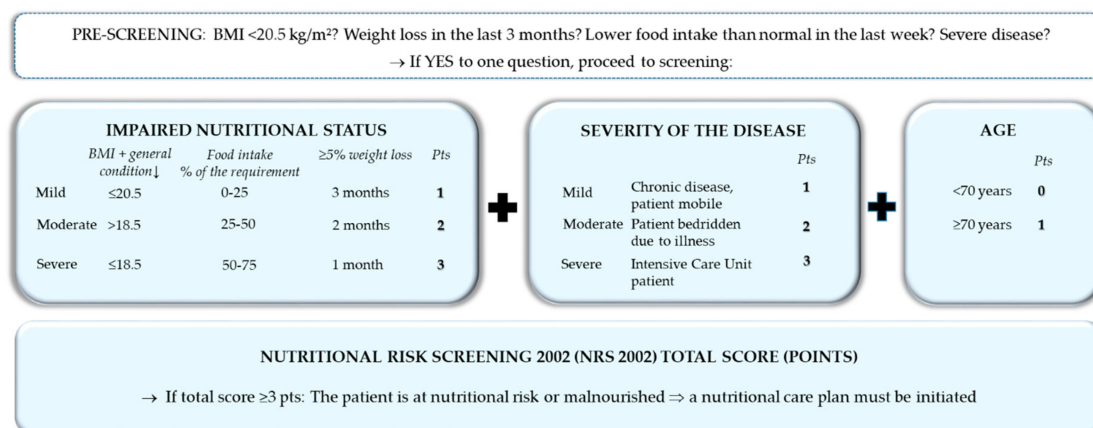 PRE-SCREENING: BMI <20.5 kg/m²? Weight loss in the last 3 months? Lower food intake than normal in the last week? Severe disease?
→ If YES to one question, proceed to screening:
IMPAIRED NUTRITIONAL STATUS
BMI + general condition↓ Food intake % of the requirement ≥5% weight loss Pts
Mild ≤20.5 0-25 3 months 1
Moderate >18.5 25-50 2 months 2
Severe ≤18.5 50-75 1 month 3
SEVERITY OF THE DISEASE
Pts
Mild Chronic disease, patient mobile 1
Moderate Patient bedridden due to illness 2
Severe Intensive Care Unit patient 3
AGE
Pts
<70 years 0
≥70 years 1
NUTRITIONAL RISK SCREENING 2002 (NRS 2002) TOTAL SCORE (POINTS)
→ If total score ≥3 pts: The patient is at nutritional risk or malnourished ⇒ a nutritional care plan must be initiated